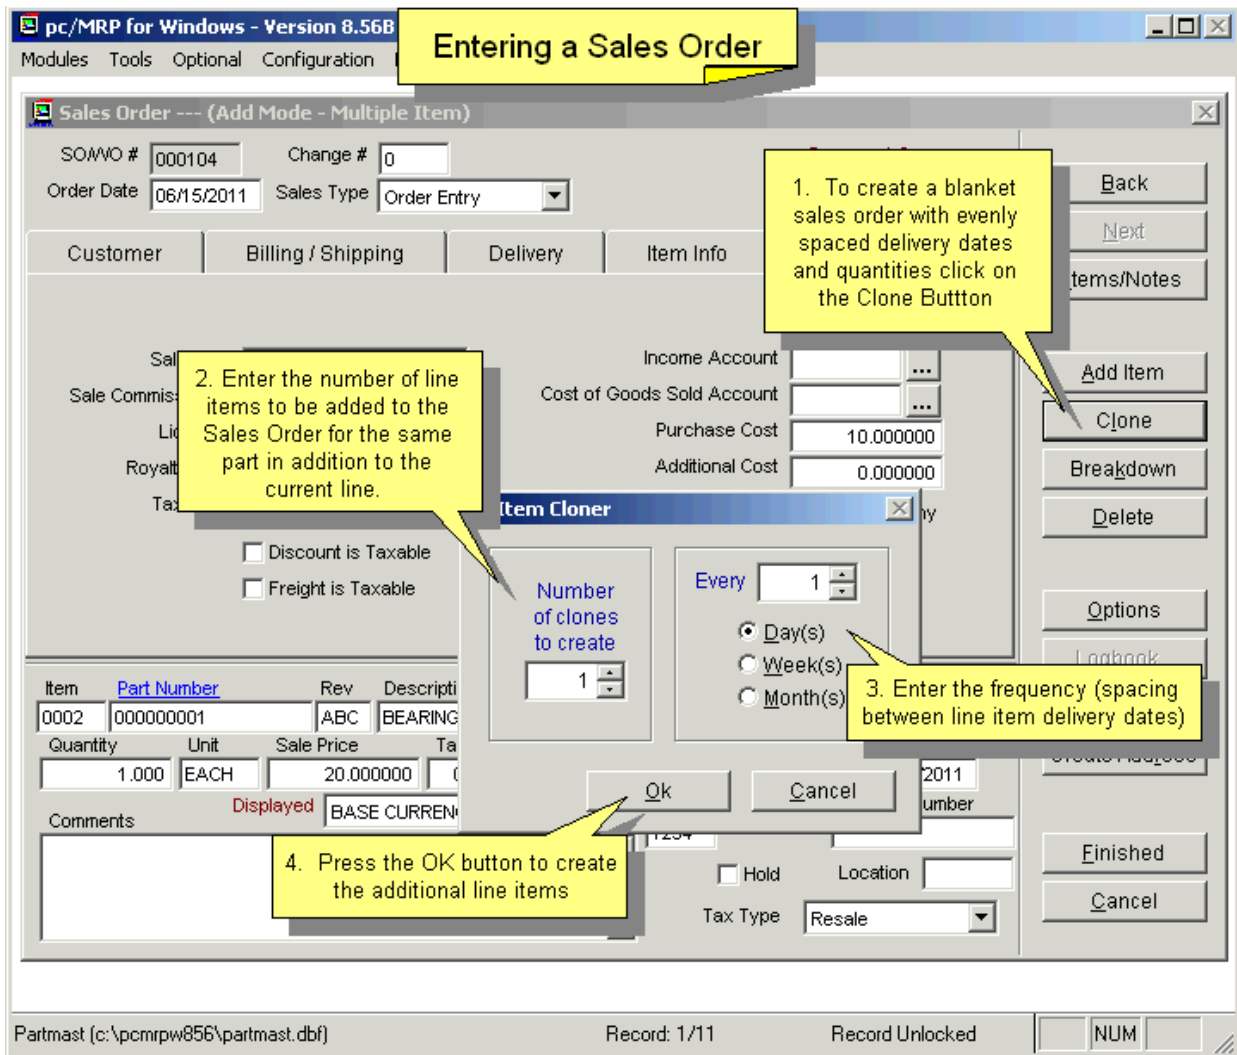 pc/MRP for Windows - Version 8.56B
Entering a Sales Order
Modules Tools Optional Configuration
Sales Order --- (Add Mode - Multiple Item)
SO/WO # 000104 Change # 0
Order Date 06/15/2011 Sales Type Order Entry
Customer Billing / Shipping Delivery Item Info
1. To create a blanket
sales order with evenly
spaced delivery dates
and quantities click on
the Clone Buttton
Back
Next
tems/Notes
Add Item
Clone
Breakdown
Delete
Options
Logbook
Finished
Cancel
2. Enter the number of line
items to be added to the
Sales Order for the same
part in addition to the
current line.
Income Account ...
Cost of Goods Sold Account ...
Purchase Cost 10.000000
Additional Cost 0.000000
Discount is Taxable
Freight is Taxable
Item Cloner
Number
of clones
to create
1
Every 1
Day(s)
Week(s)
Month(s)
3. Enter the frequency (spacing
between line item delivery dates)
Ok Cancel
Item Part Number Rev Descripti
0002 000000001 ABC BEARING
Quantity Unit Sale Price Ta
1.000 EACH 20.000000 2011
Displayed BASE CURREN umber
Comments
4. Press the OK button to create
the additional line items
Hold Location
Tax Type Resale
Partmast (c:\pcmrpw856\partmast.dbf) Record: 1/11 Record Unlocked NUM